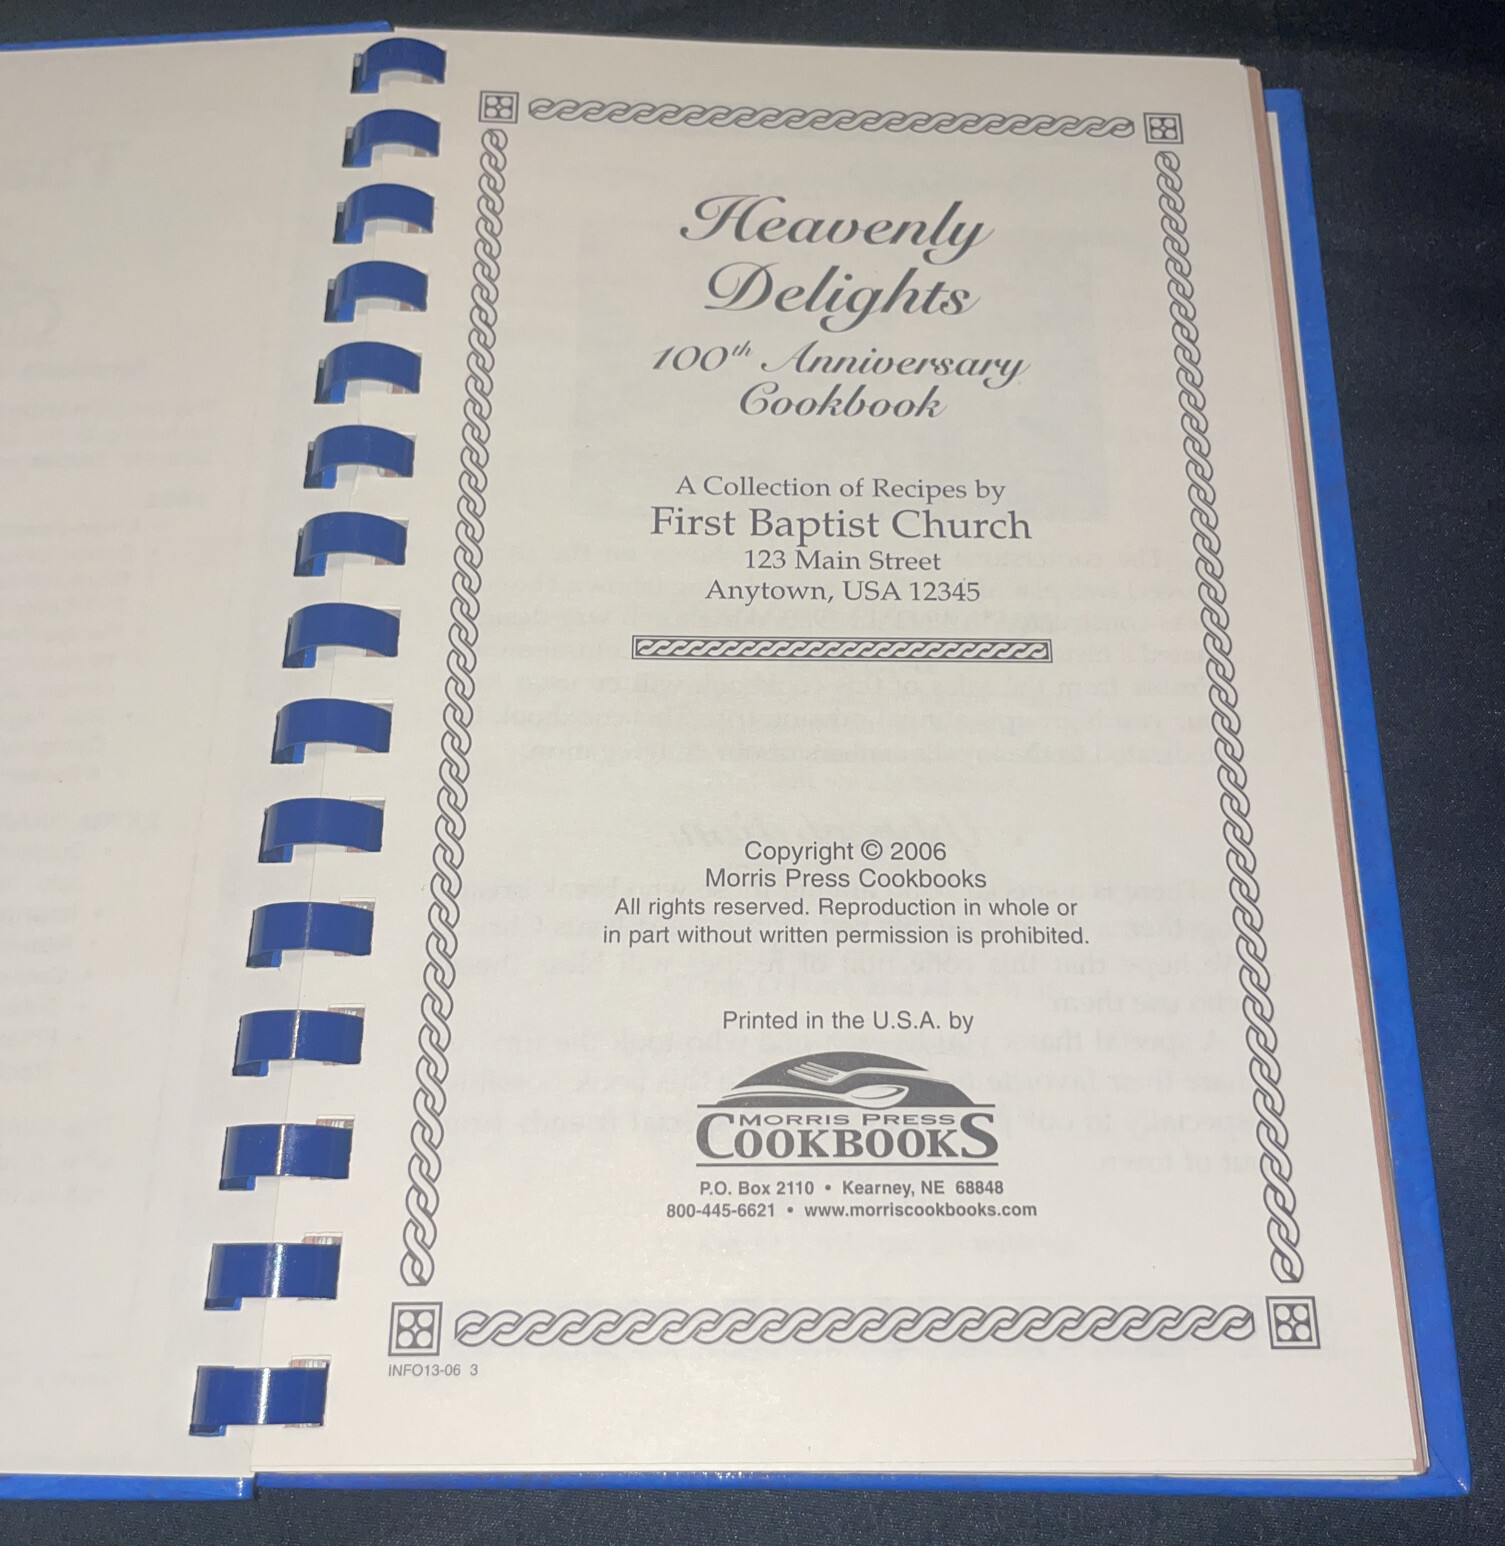 Heavenly
Delights
100th Anniversary
Cookbook
A Collection of Recipes by
First Baptist Church
123 Main Street
Anytown, USA 12345
Copyright © 2006
Morris Press Cookbooks
All rights reserved. Reproduction in whole or
in part without written permission is prohibited.
Printed in the U.S.A. by
MORRIS PRESS
COOKBOOKS
P.O. Box 2110 • Kearney, NE 68848
800-445-6621 • www.morriscookbooks.com
INFO13-06 3